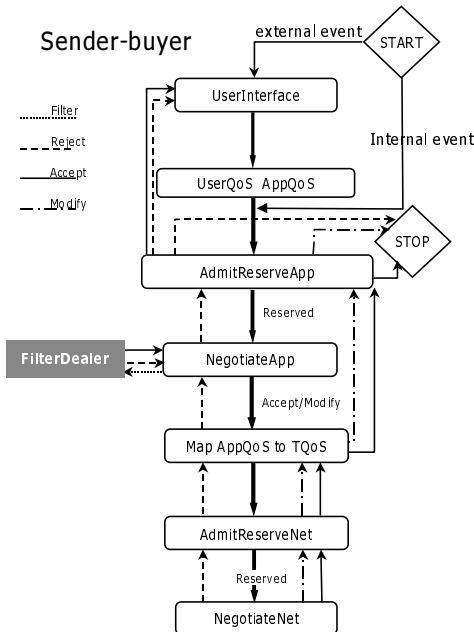 Sender-buyer
external event
START
UserInterface
Filter
Reject
Internal event
Accept
UserQoS AppQoS
Modify
STOP
AdmitReserveApp
Reserved
FilterDealer
NegotiateApp
Accept/Modify
Map AppQoS to TQoS
AdmitReserveNet
Reserved
NegotiateNet